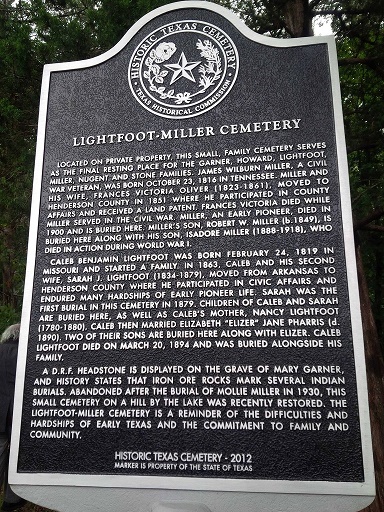 HISTORIC TEXAS CEMETERY
• TEXAS HISTORICAL COMMISSION •
LIGHTFOOT-MILLER CEMETERY
LOCATED ON PRIVATE PROPERTY, THIS SMALL, FAMILY CEMETERY SERVES
AS THE FINAL RESTING PLACE FOR THE GARNER, HOWARD, LIGHTFOOT,
MILLER, NUGENT AND STONE FAMILIES. JAMES WILBURN MILLER, A CIVIL
WAR VETERAN, WAS BORN OCTOBER 23, 1816 IN TENNESSEE. MILLER AND
HIS WIFE, FRANCES VICTORIA OLIVER (1823-1861), MOVED TO
HENDERSON COUNTY IN 1851 WHERE HE PARTICIPATED IN COUNTY
AFFAIRS AND RECEIVED A LAND PATENT. FRANCES VICTORIA DIED WHILE
MILLER SERVED IN THE CIVIL WAR. MILLER, AN EARLY PIONEER, DIED IN
1900 AND IS BURIED HERE. MILLER'S SON, ROBERT W. MILLER (b.1849), IS
BURIED HERE ALONG WITH HIS SON, ISADORE MILLER (1888-1918), WHO
DIED IN ACTION DURING WORLD WAR I.
CALEB BENJAMIN LIGHTFOOT WAS BORN FEBRUARY 24, 1819 IN
MISSOURI AND STARTED A FAMILY. IN 1863, CALEB AND HIS SECOND
WIFE, SARAH J. LIGHTFOOT (1834-1879), MOVED FROM ARKANSAS TO
HENDERSON COUNTY WHERE HE PARTICIPATED IN CIVIC AFFAIRS AND
ENDURED MANY HARDSHIPS OF EARLY PIONEER LIFE. SARAH WAS THE
FIRST BURIAL IN THIS CEMETERY IN 1879. CHILDREN OF CALEB AND SARAH
ARE BURIED HERE, AS WELL AS CALEB'S MOTHER, NANCY LIGHTFOOT
(1780-1880). CALEB THEN MARRIED ELIZABETH "ELIZER" JANE PHARRIS (d.
1890). TWO OF THEIR SONS ARE BURIED HERE ALONG WITH ELIZER. CALEB
LIGHTFOOT DIED ON MARCH 20, 1894 AND WAS BURIED ALONGSIDE HIS
FAMILY.
A D.R.F. HEADSTONE IS DISPLAYED ON THE GRAVE OF MARY GARNER,
AND HISTORY STATES THAT IRON ORE ROCKS MARK SEVERAL INDIAN
BURIALS. ABANDONED AFTER THE BURIAL OF MOLLIE MILLER IN 1930, THIS
SMALL CEMETERY ON A HILL BY THE LAKE WAS RECENTLY RESTORED. THE
LIGHTFOOT-MILLER CEMETERY IS A REMINDER OF THE DIFFICULTIES AND
HARDSHIPS OF EARLY TEXAS AND THE COMMITMENT TO FAMILY AND
COMMUNITY.
HISTORIC TEXAS CEMETERY - 2012
MARKER IS PROPERTY OF THE STATE OF TEXAS